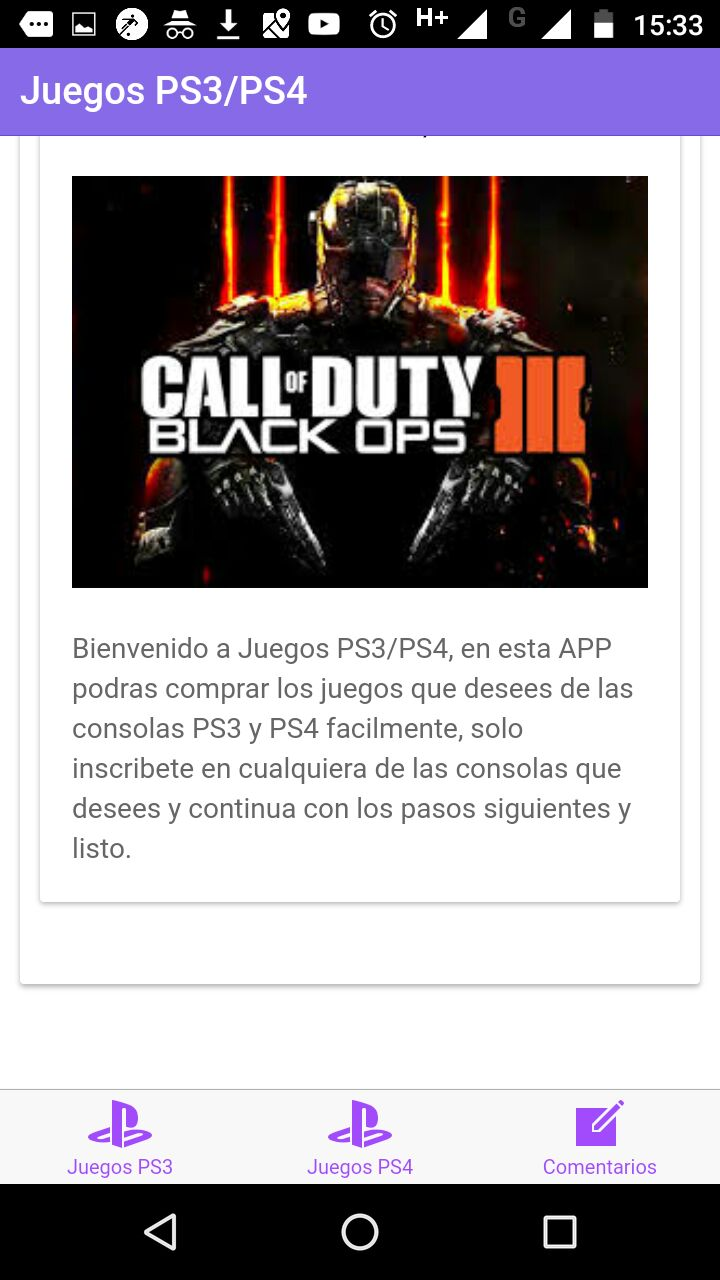 H+ G 15:33
Juegos PS3/PS4
CALL OF DUTY
BLACK OPS III
Bienvenido a Juegos PS3/PS4, en esta APP
podras comprar los juegos que desees de las
consolas PS3 y PS4 facilmente, solo
inscribete en cualquiera de las consolas que
desees y continua con los pasos siguientes y
listo.
Juegos PS3 Juegos PS4 Comentarios